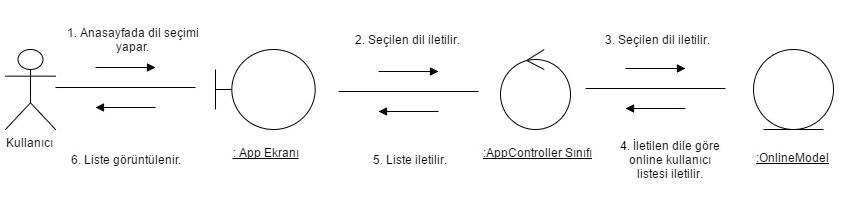 1. Anasayfada dil seçimi
yapar.
2. Seçilen dil iletilir.
3. Seçilen dil iletilir.
Kullanıcı
6. Liste görüntülenir.
: App Ekranı
5. Liste iletilir.
:AppController Sınıfı
4. İletilen dile göre
online kullanıcı
listesi iletilir.
:OnlineModel